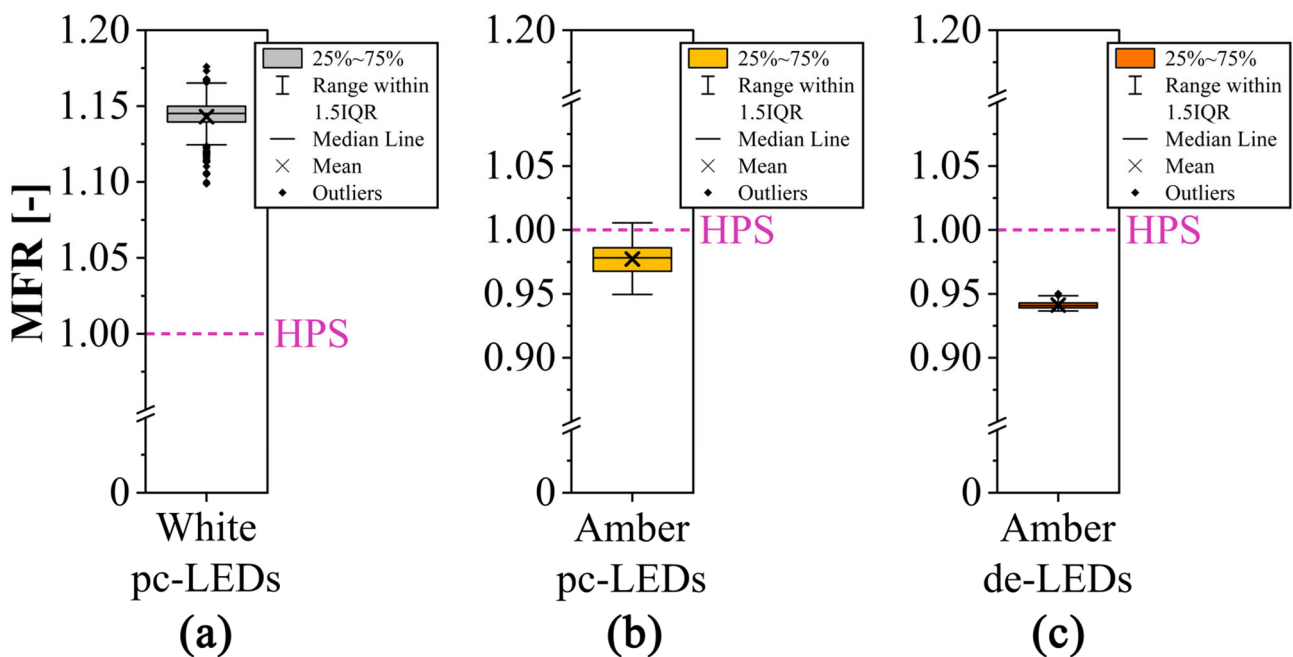 MFR [-]
1.20
1.15
1.10
1.05
1.00
0
HPS
25%~75%
Range within
1.5IQR
Median Line
Mean
Outliers
White
pc-LEDs
(a)
1.20
1.05
1.00
0.95
0.90
0
HPS
25%~75%
Range within
1.5IQR
Median Line
Mean
Outliers
Amber
pc-LEDs
(b)
1.20
1.05
1.00
0.95
0.90
0
HPS
25%~75%
Range within
1.5IQR
Median Line
Mean
Outliers
Amber
de-LEDs
(c)